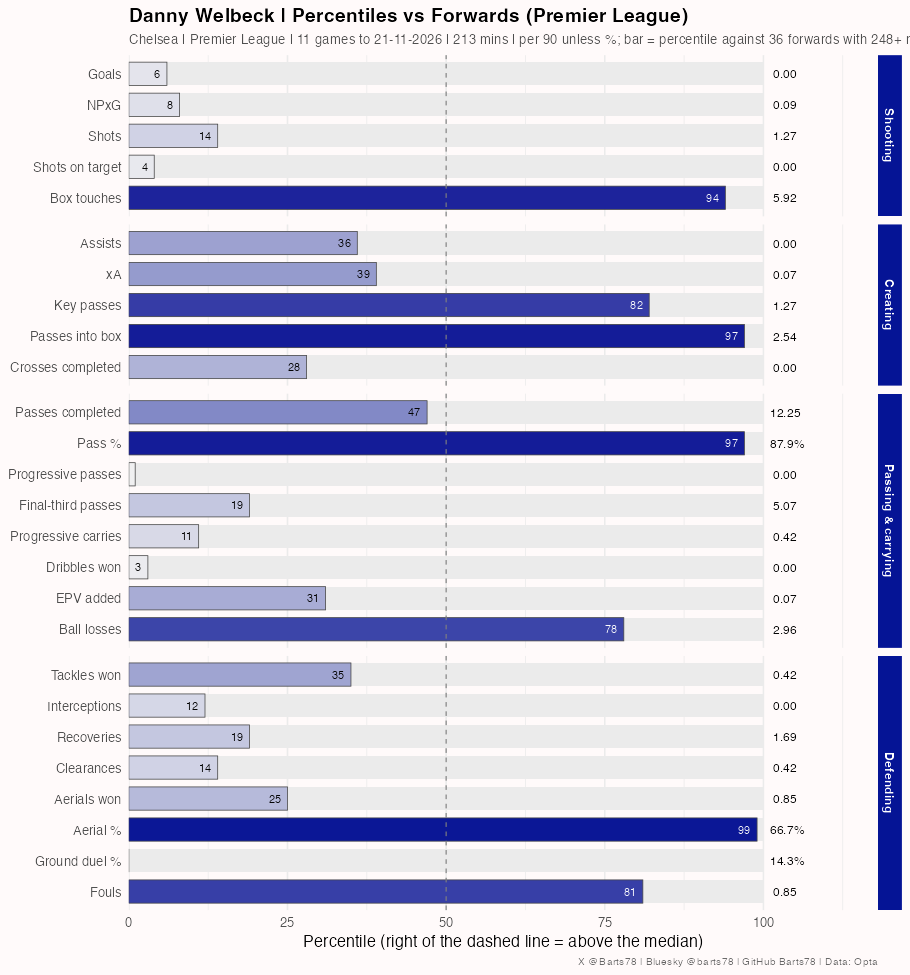 Danny Welbeck | Percentiles vs Forwards (Premier League)
Chelsea | Premier League | 11 games to 21-11-2026 | 213 mins | per 90 unless %; bar = percentile against 36 forwards with 248+
Goals 6 0.00
NPxG 8 0.09
Shots 14 1.27
Shots on target 4 0.00
Box touches 94 5.92
Shooting
Assists 36 0.00
xA 39 0.07
Key passes 82 1.27
Passes into box 97 2.54
Crosses completed 28 0.00
Creating
Passes completed 47 12.25
Pass % 97 87.9%
Progressive passes 0.00
Final-third passes 19 5.07
Progressive carries 11 0.42
Dribbles won 3 0.00
EPV added 31 0.07
Ball losses 78 2.96
Passing & carrying
Tackles won 35 0.42
Interceptions 12 0.00
Recoveries 19 1.69
Clearances 14 0.42
Aerials won 25 0.85
Aerial % 99 66.7%
Ground duel % 14.3%
Fouls 81 0.85
Defending
0 25 50 75 100
Percentile (right of the dashed line = above the median)
X @Barts78 | Bluesky @barts78 | GitHub Barts78 | Data: Opta